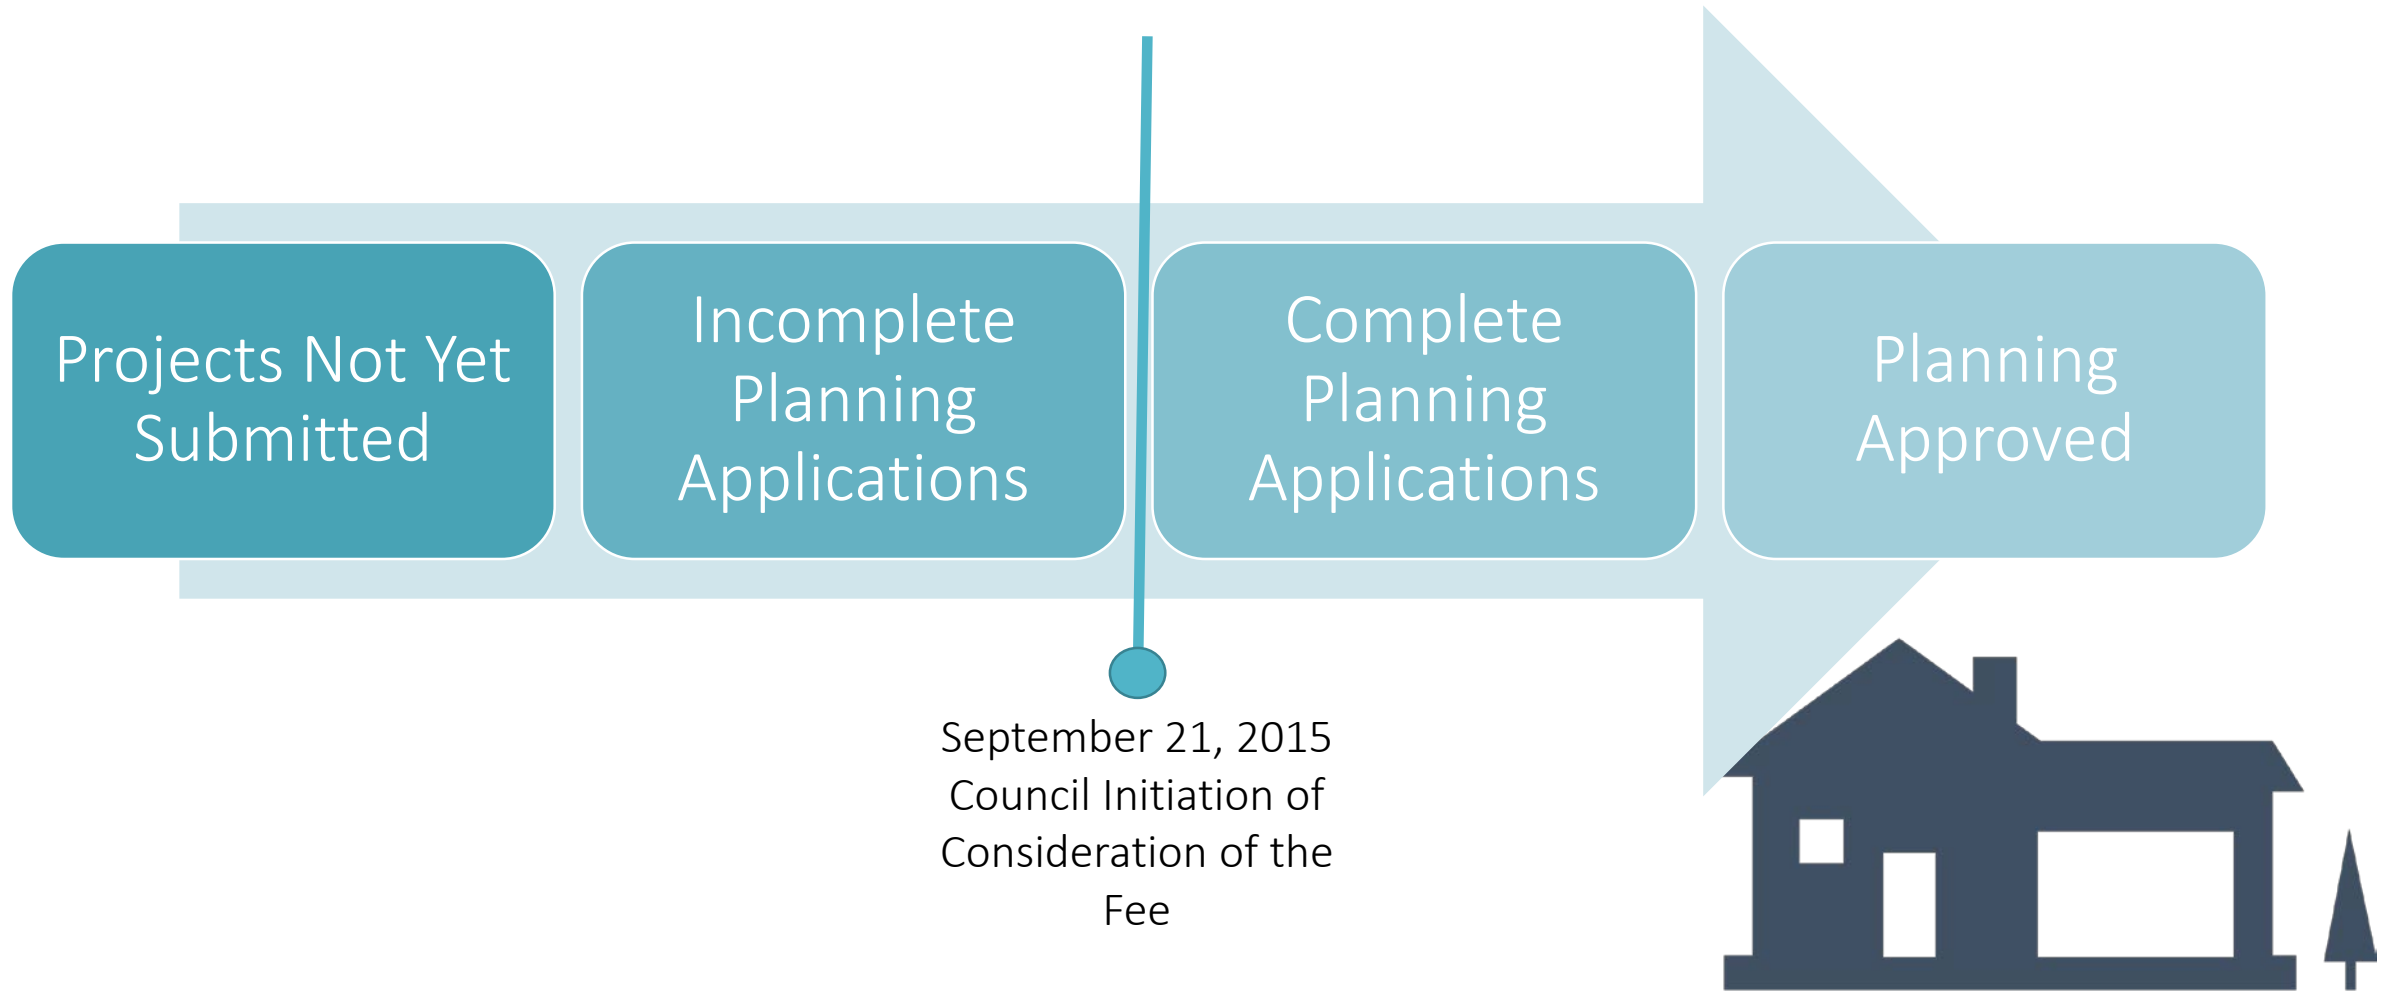 Projects Not Yet
Submitted
Incomplete
Planning
Applications
Complete
Planning
Applications
Planning
Approved
September 21, 2015
Council Initiation of
Consideration of the
Fee